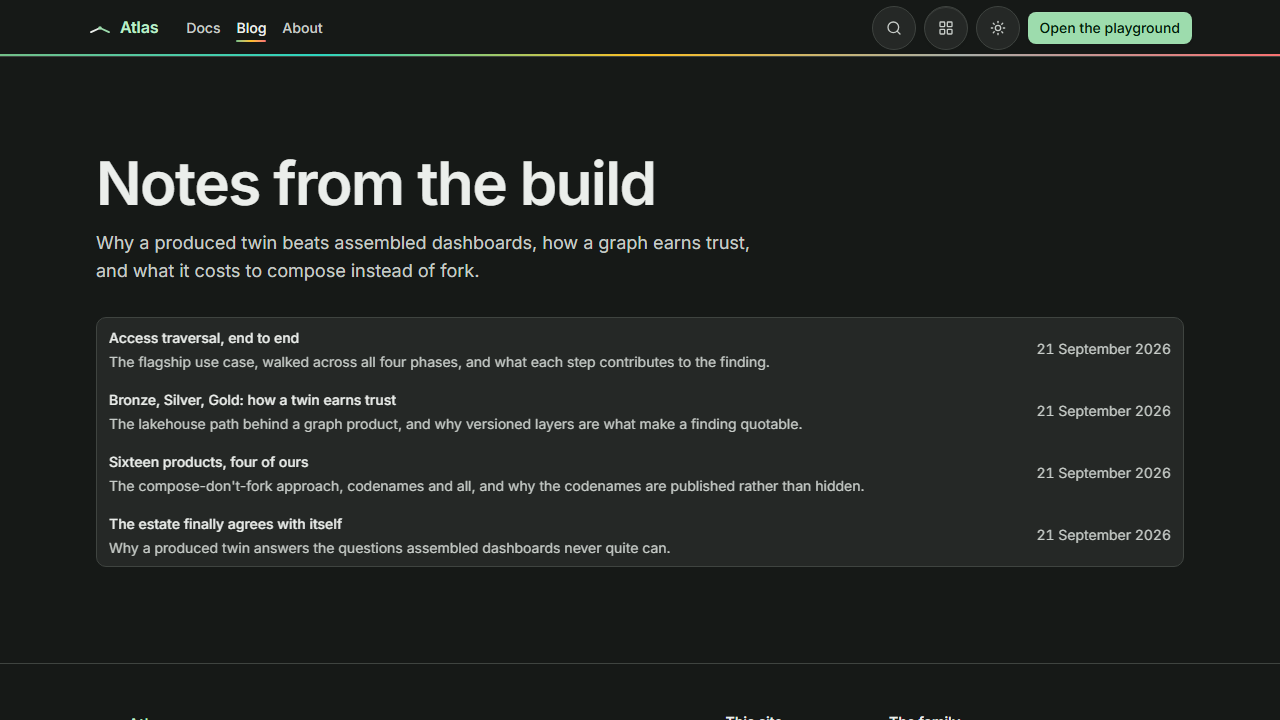 Atlas
Docs
Blog
About
Open the playground
Notes from the build
Why a produced twin beats assembled dashboards, how a graph earns trust,
and what it costs to compose instead of fork.
Access traversal, end to end
The flagship use case, walked across all four phases, and what each step contributes to the finding.
21 September 2026
Bronze, Silver, Gold: how a twin earns trust
The lakehouse path behind a graph product, and why versioned layers are what make a finding quotable.
21 September 2026
Sixteen products, four of ours
The compose-don't-fork approach, codenames and all, and why the codenames are published rather than hidden.
21 September 2026
The estate finally agrees with itself
Why a produced twin answers the questions assembled dashboards never quite can.
21 September 2026
This site
The family